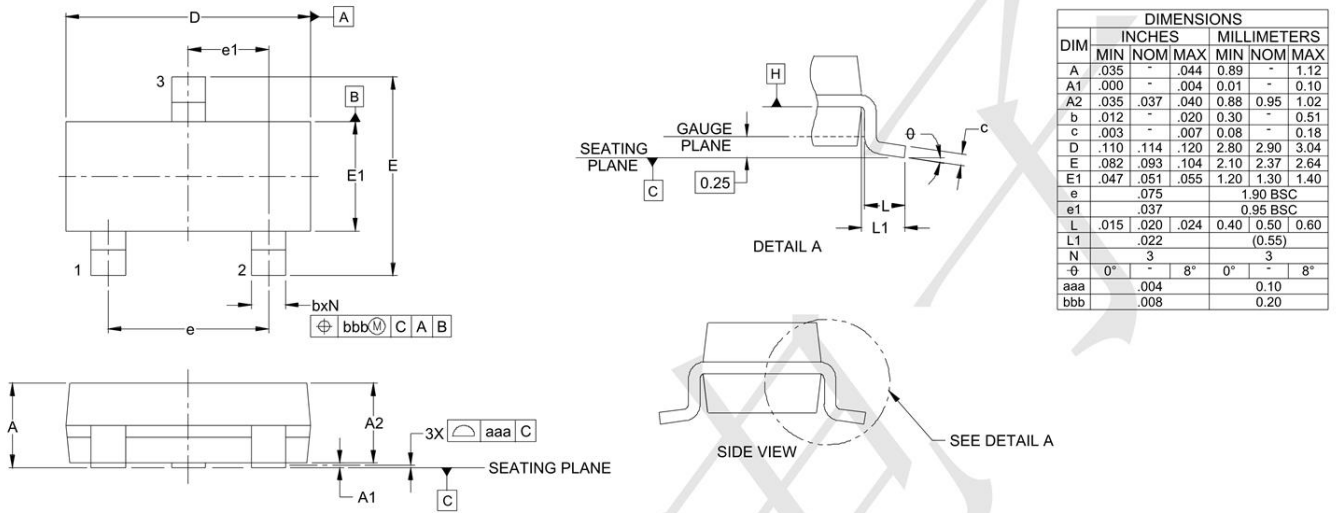 D
A
e1
3
B
E1
E
1
2
bxN
e
⌖ bbbⓂ C A B
A
A2
3X ⌓ aaa C
SEATING PLANE
A1
C
H
GAUGE
PLANE
SEATING
PLANE
C
0.25
θ
c
L
L1
DETAIL A
SIDE VIEW
SEE DETAIL A
DIMENSIONS
DIM INCHES MILLIMETERS
MIN NOM MAX MIN NOM MAX
A .035 - .044 0.89 - 1.12
A1 .000 - .004 0.01 - 0.10
A2 .035 .037 .040 0.88 0.95 1.02
b .012 - .020 0.30 - 0.51
c .003 - .007 0.08 - 0.18
D .110 .114 .120 2.80 2.90 3.04
E .082 .093 .104 2.10 2.37 2.64
E1 .047 .051 .055 1.20 1.30 1.40
e .075 1.90 BSC
e1 .037 0.95 BSC
L .015 .020 .024 0.40 0.50 0.60
L1 .022 (0.55)
N 3 3
θ 0° - 8° 0° - 8°
aaa .004 0.10
bbb .008 0.20